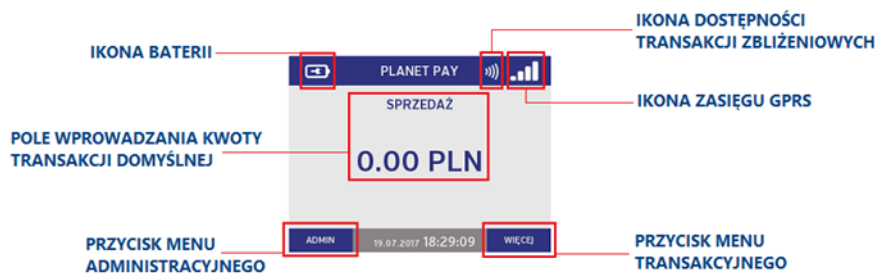 IKONA DOSTĘPNOŚCI
TRANSAKCJI ZBLIŻENIOWYCH
IKONA BATERII
PLANET PAY
IKONA ZASIĘGU GPRS
SPRZEDAŻ
POLE WPROWADZANIA KWOTY
TRANSAKCJI DOMYŚLNEJ
0.00 PLN
ADMIN
19.07.2017 18:29:09
WIĘCEJ
PRZYCISK MENU
ADMINISTRACYJNEGO
PRZYCISK MENU
TRANSAKCYJNEGO